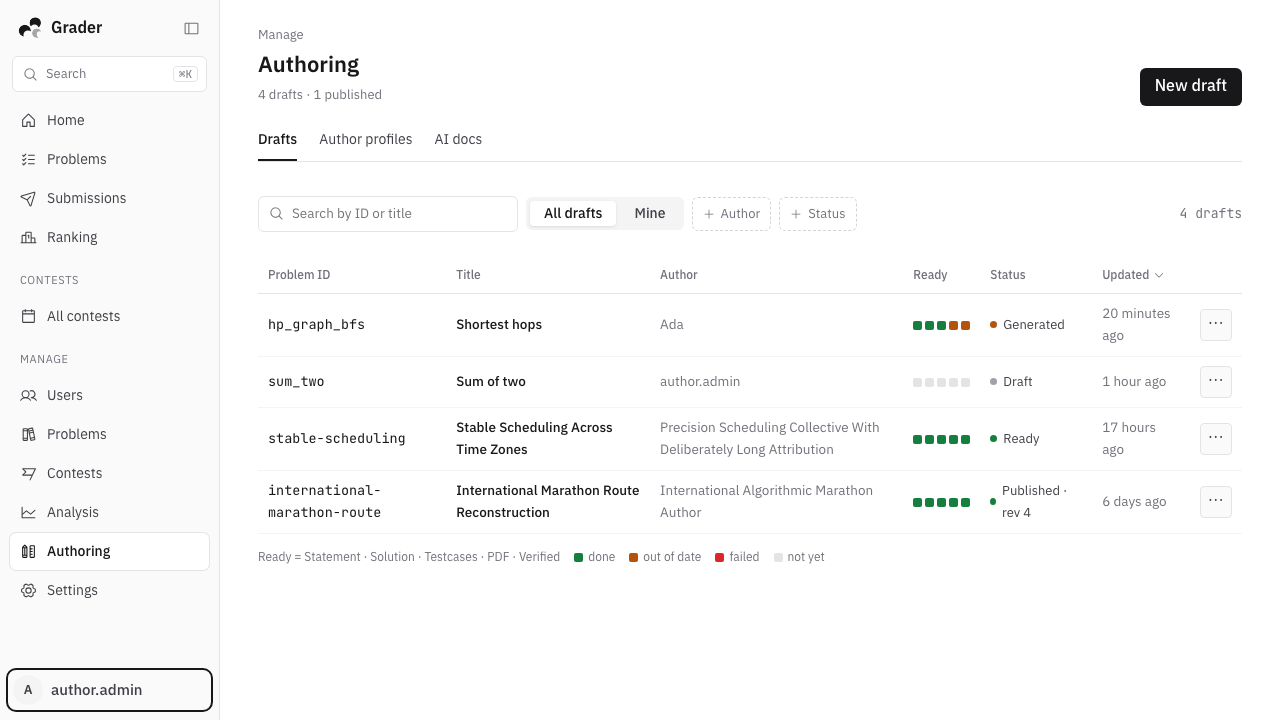 Grader
Search ⌘K
Home
Problems
Submissions
Ranking
CONTESTS
All contests
MANAGE
Users
Problems
Contests
Analysis
Authoring
Settings
A author.admin
Manage
Authoring
4 drafts · 1 published
New draft
Drafts Author profiles AI docs
Search by ID or title All drafts Mine + Author + Status 4 drafts
Problem ID Title Author Ready Status Updated
hp_graph_bfs Shortest hops Ada Generated 20 minutes
ago
sum_two Sum of two author.admin Draft 1 hour ago
stable-scheduling Stable Scheduling Across Precision Scheduling Collective With Ready 17 hours
Time Zones Deliberately Long Attribution ago
international- International Marathon Route International Algorithmic Marathon Published · 6 days ago
marathon-route Reconstruction Author rev 4
Ready = Statement · Solution · Testcases · PDF · Verified done out of date failed not yet